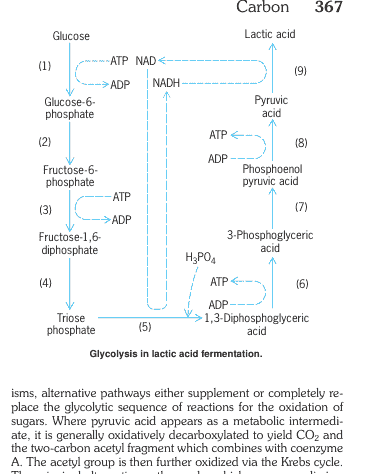 Carbon 367
Glucose
Lactic acid
ATP NAD
(1)
(9)
ADP
NADH
Glucose-6-
phosphate
Pyruvic
acid
(2)
ATP
(8)
ADP
Fructose-6-
phosphate
Phosphoenol
pyruvic acid
ATP
(3)
(7)
ADP
Fructose-1,6-
diphosphate
3-Phosphoglyceric
acid
H3PO4
(4)
ATP
(6)
ADP
Triose
phosphate
(5)
1,3-Diphosphoglyceric
acid
Glycolysis in lactic acid fermentation.
isms, alternative pathways either supplement or completely re-
place the glycolytic sequence of reactions for the oxidation of
sugars. Where pyruvic acid appears as a metabolic intermedi-
ate, it is generally oxidatively decarboxylated to yield CO2 and
the two-carbon acetyl fragment which combines with coenzyme
A. The acetyl group is then further oxidized via the Krebs cycle.